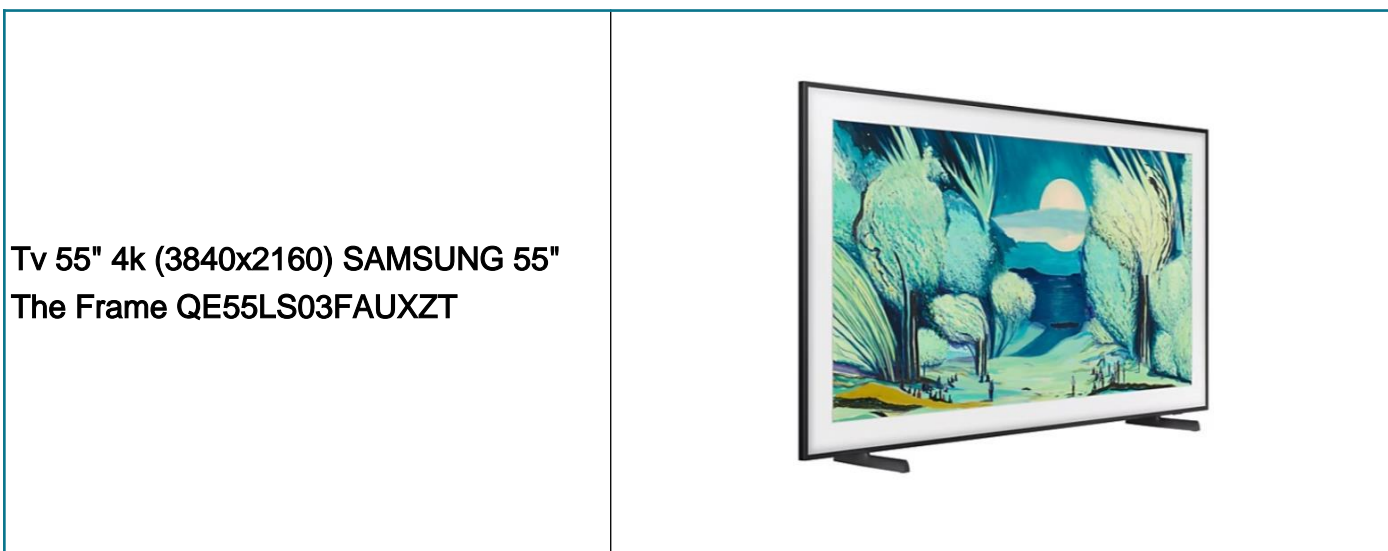 Tv 55" 4k (3840x2160) SAMSUNG 55"
The Frame QE55LS03FAUXZT